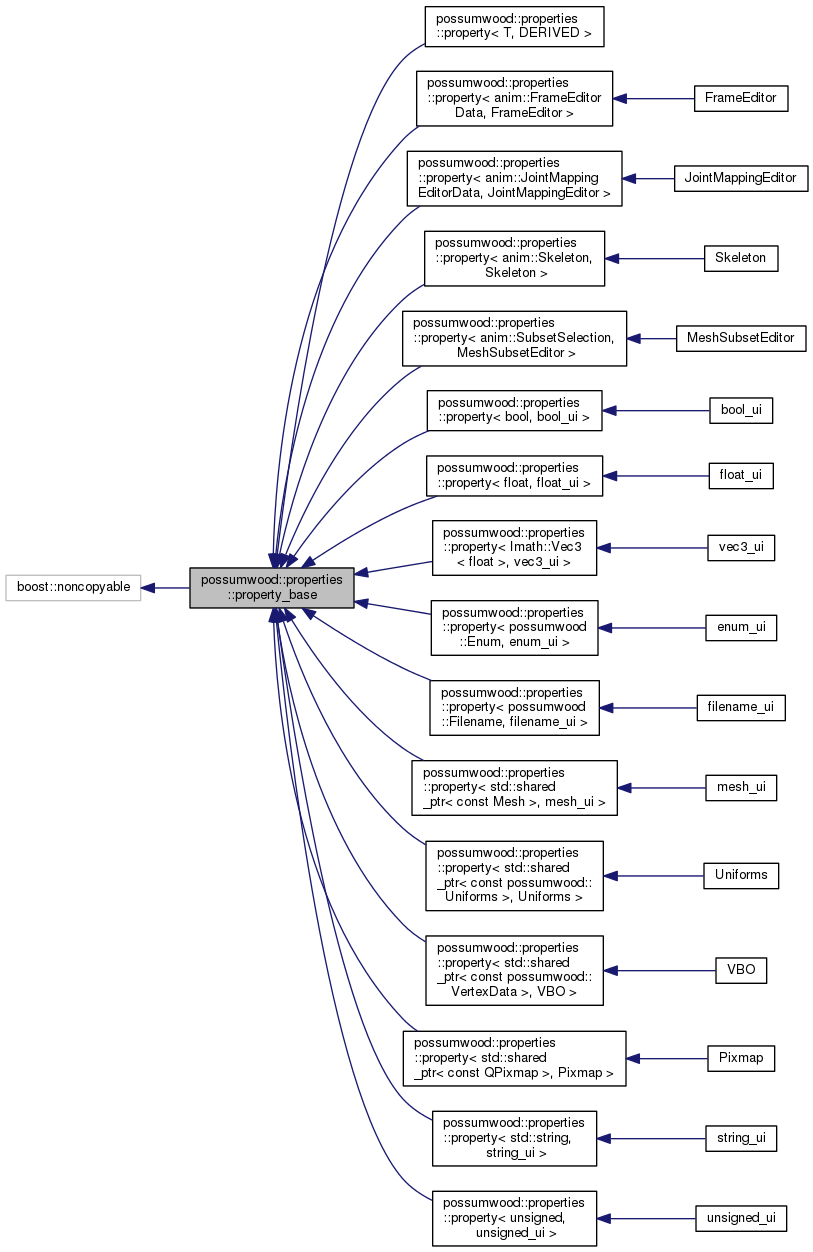 possumwood::properties
::property< T, DERIVED >
possumwood::properties
::property< anim::FrameEditor
Data, FrameEditor >
FrameEditor
possumwood::properties
::property< anim::JointMapping
EditorData, JointMappingEditor >
JointMappingEditor
possumwood::properties
::property< anim::Skeleton,
Skeleton >
Skeleton
possumwood::properties
::property< anim::SubsetSelection,
MeshSubsetEditor >
MeshSubsetEditor
possumwood::properties
::property< bool, bool_ui >
bool_ui
possumwood::properties
::property< float, float_ui >
float_ui
possumwood::properties
::property< Imath::Vec3
< float >, vec3_ui >
vec3_ui
boost::noncopyable
possumwood::properties
::property_base
possumwood::properties
::property< possumwood
::Enum, enum_ui >
enum_ui
possumwood::properties
::property< possumwood
::Filename, filename_ui >
filename_ui
possumwood::properties
::property< std::shared
_ptr< const Mesh >, mesh_ui >
mesh_ui
possumwood::properties
::property< std::shared
_ptr< const possumwood::
Uniforms >, Uniforms >
Uniforms
possumwood::properties
::property< std::shared
_ptr< const possumwood::
VertexData >, VBO >
VBO
possumwood::properties
::property< std::shared
_ptr< const QPixmap >, Pixmap >
Pixmap
possumwood::properties
::property< std::string,
string_ui >
string_ui
possumwood::properties
::property< unsigned,
unsigned_ui >
unsigned_ui